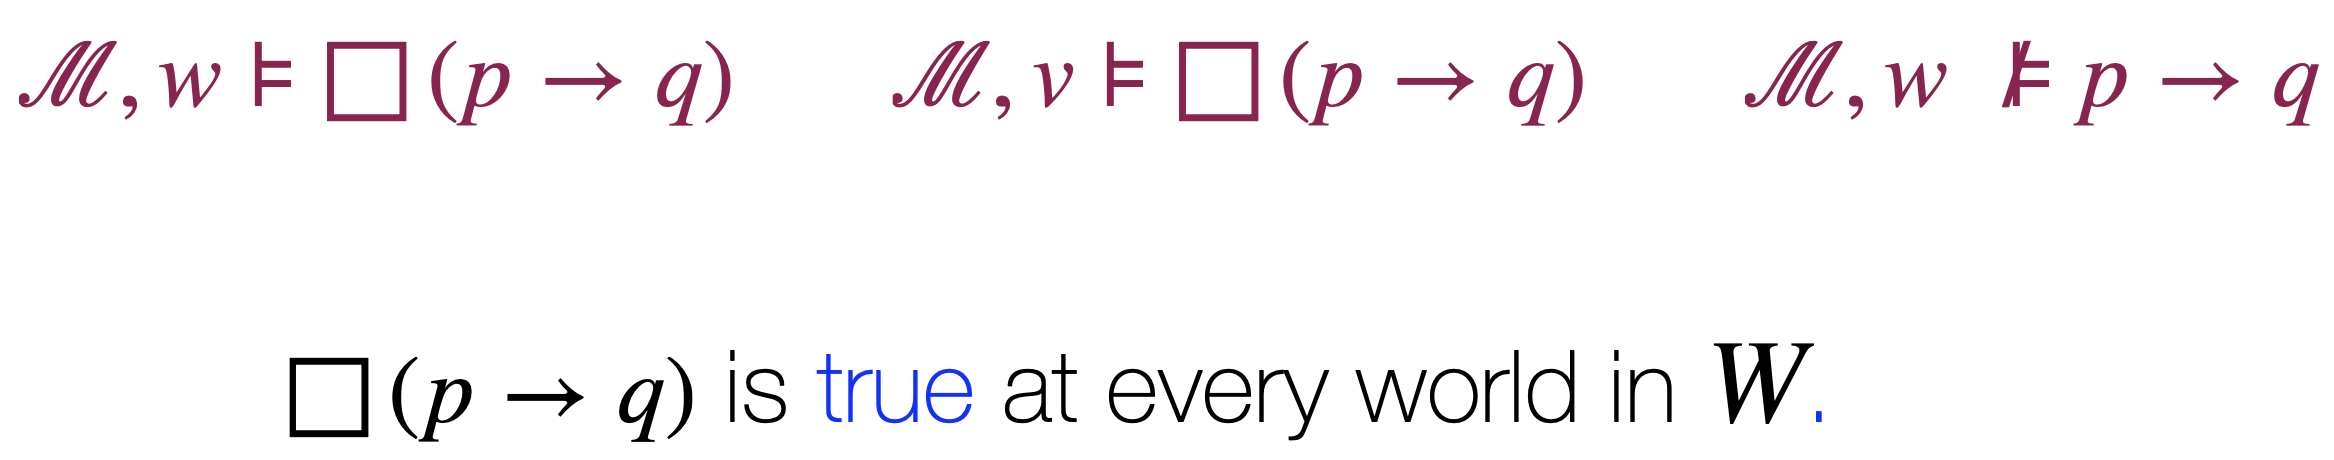 ℳ, w ⊨ □(p → q) ℳ, v ⊨ □(p → q) ℳ, w ⊭ p → q
□(p → q) is true at every world in W.